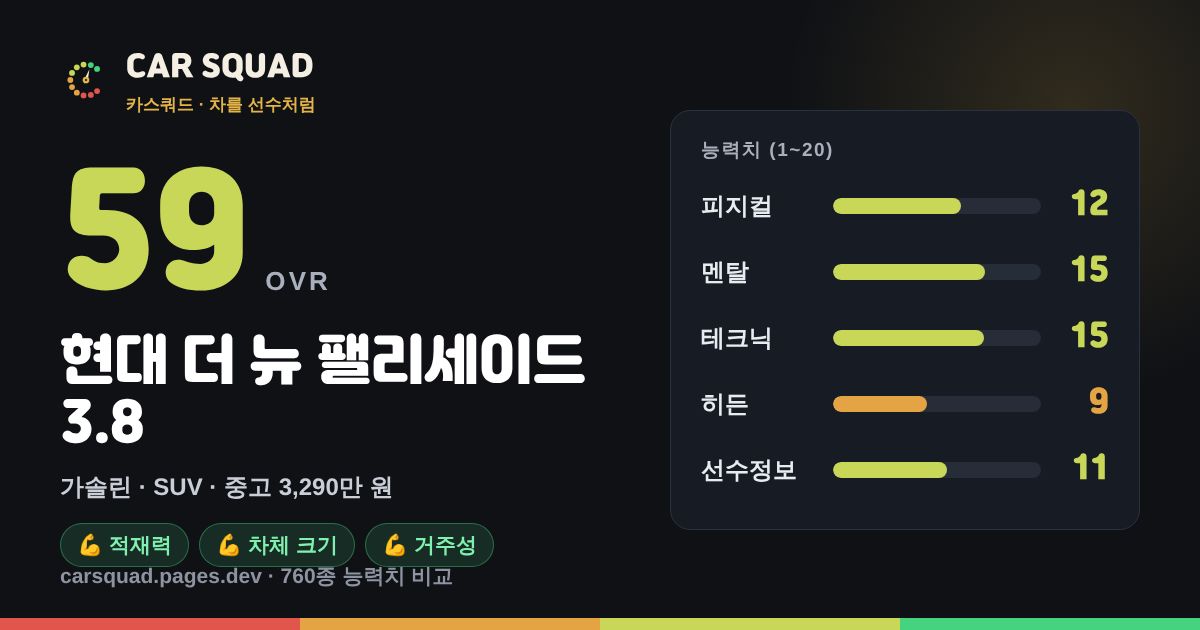 CAR SQUAD
카스쿼드 · 차를 선수처럼
59 OVR
현대 더 뉴 팰리세이드
3.8
가솔린 · SUV · 중고 3,290만 원
💪 적재력 💪 차체 크기 💪 거주성
carsquad.pages.dev · 760종 능력치 비교
능력치 (1~20)
피지컬 12
멘탈 15
테크닉 15
히든 9
선수정보 11